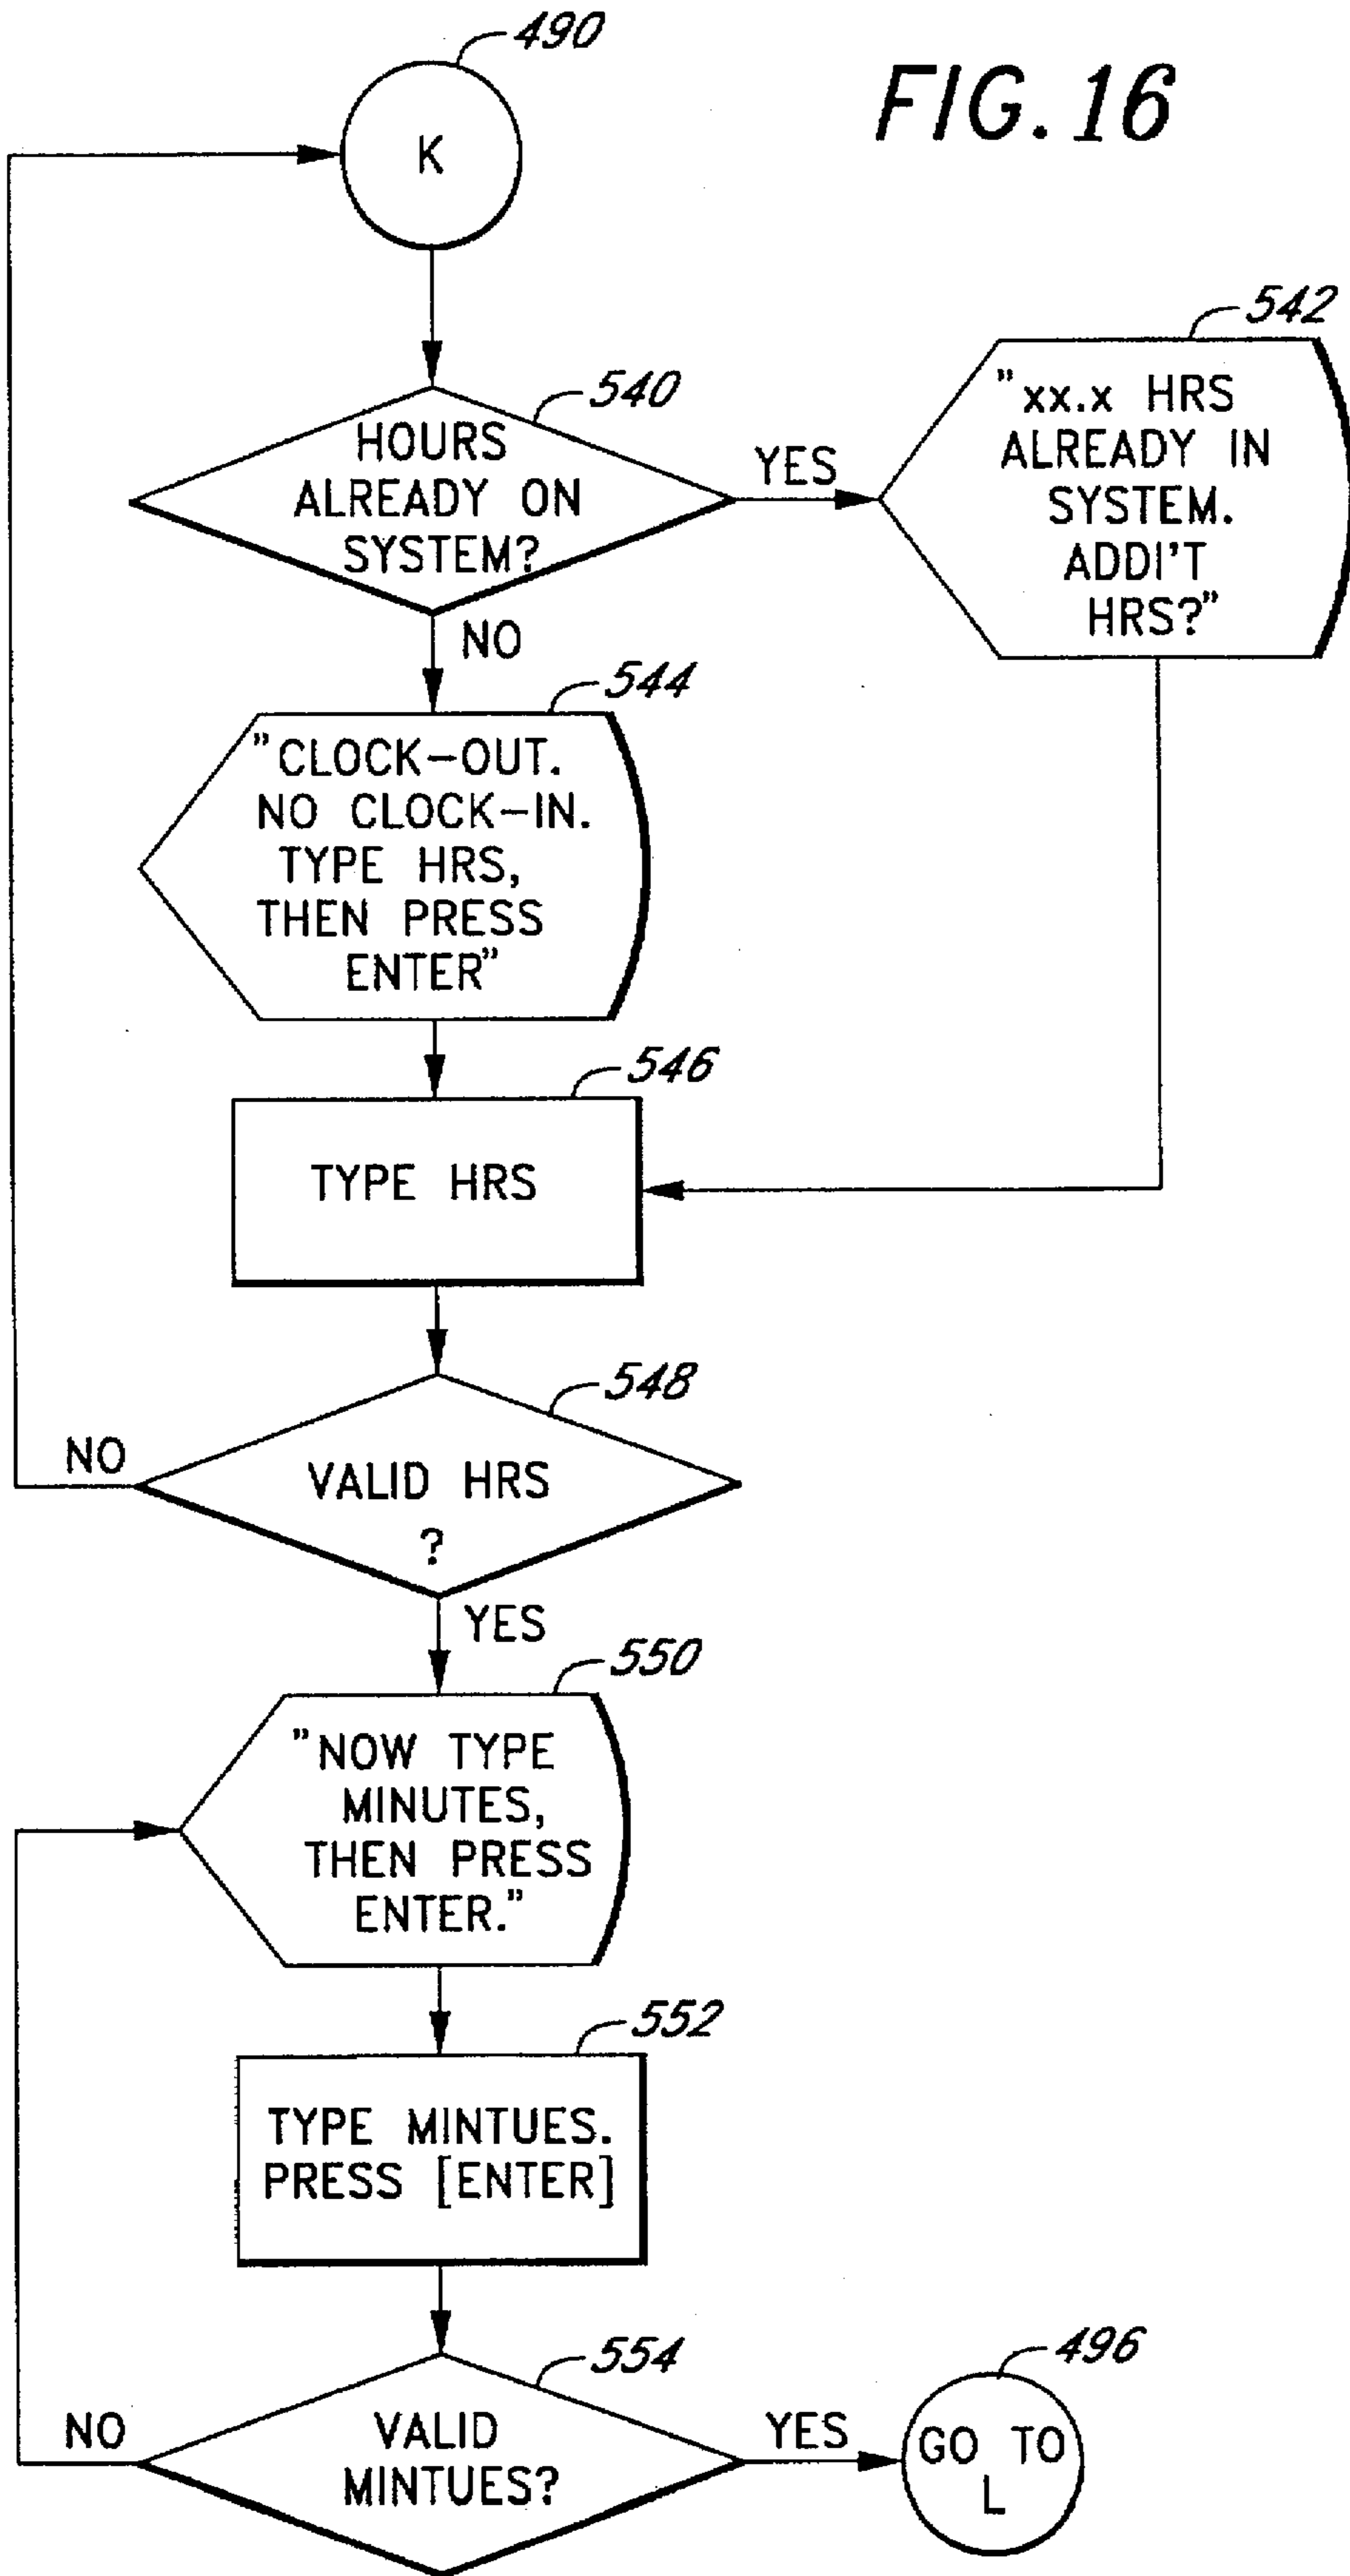 490
FIG. 16
K
542
"xx.x HRS
ALREADY IN
SYSTEM.
ADDI'T
HRS?"
540
HOURS
ALREADY ON
SYSTEM?
YES
NO
544
"CLOCK-OUT.
NO CLOCK-IN.
TYPE HRS,
THEN PRESS
ENTER"
546
TYPE HRS
548
VALID HRS
?
NO
YES
550
"NOW TYPE
MINUTES,
THEN PRESS
ENTER."
552
TYPE MINTUES.
PRESS [ENTER]
554
VALID
MINTUES?
NO
YES
496
GO TO
L